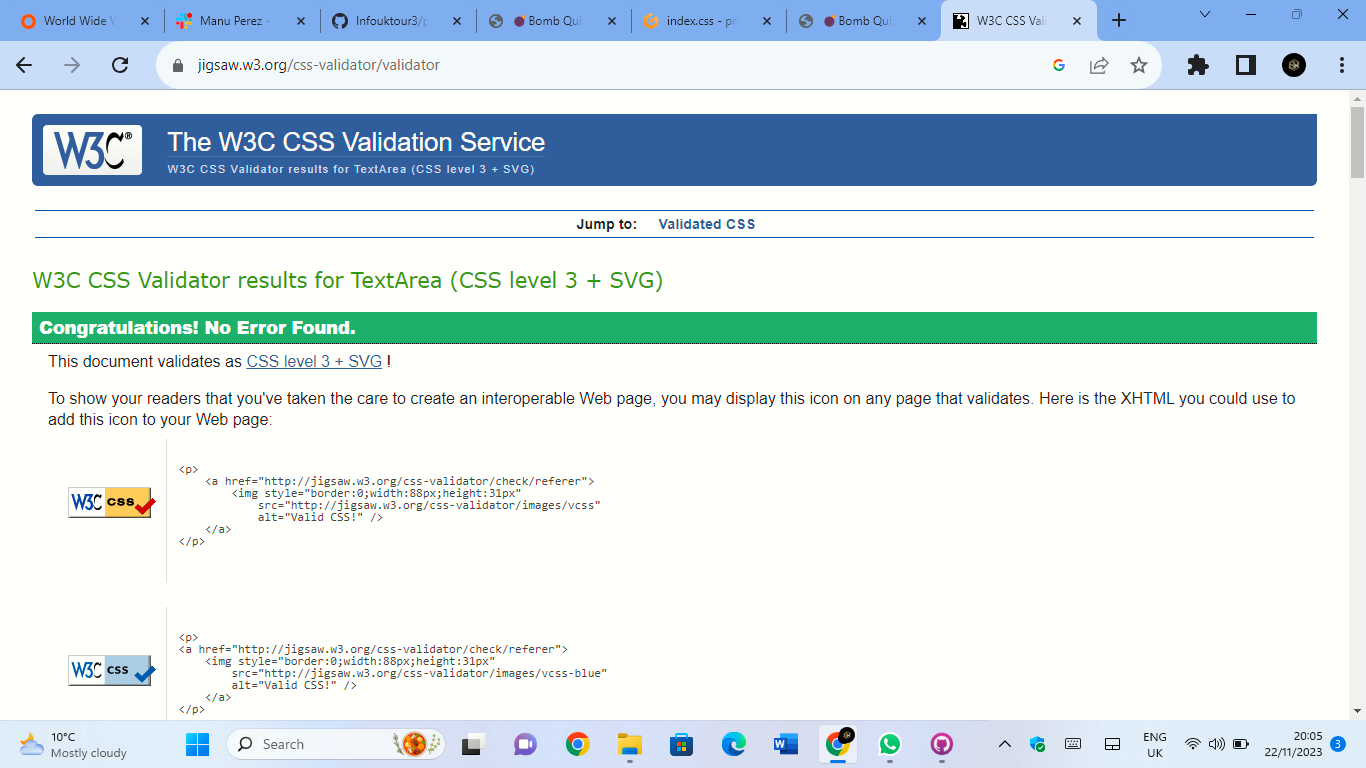 World Wide W
Manu Perez -
Infouktour3/p
Bomb Qui
index.css - pr
Bomb Qui
W3C CSS Vali
jigsaw.w3.org/css-validator/validator
W3C®
The W3C CSS Validation Service
W3C CSS Validator results for TextArea (CSS level 3 + SVG)
Jump to: Validated CSS
W3C CSS Validator results for TextArea (CSS level 3 + SVG)
Congratulations! No Error Found.
This document validates as CSS level 3 + SVG !
To show your readers that you've taken the care to create an interoperable Web page, you may display this icon on any page that validates. Here is the XHTML you could use to
add this icon to your Web page:
W3C css
<p>
    <a href="http://jigsaw.w3.org/css-validator/check/referer">
        <img style="border:0;width:88px;height:31px"
            src="http://jigsaw.w3.org/css-validator/images/vcss"
            alt="Valid CSS!" />
    </a>
</p>
W3C css
<p>
<a href="http://jigsaw.w3.org/css-validator/check/referer">
    <img style="border:0;width:88px;height:31px"
        src="http://jigsaw.w3.org/css-validator/images/vcss-blue"
        alt="Valid CSS!" />
    </a>
</p>
10°C
Mostly cloudy
Search
ENG
UK
20:05
22/11/2023
3